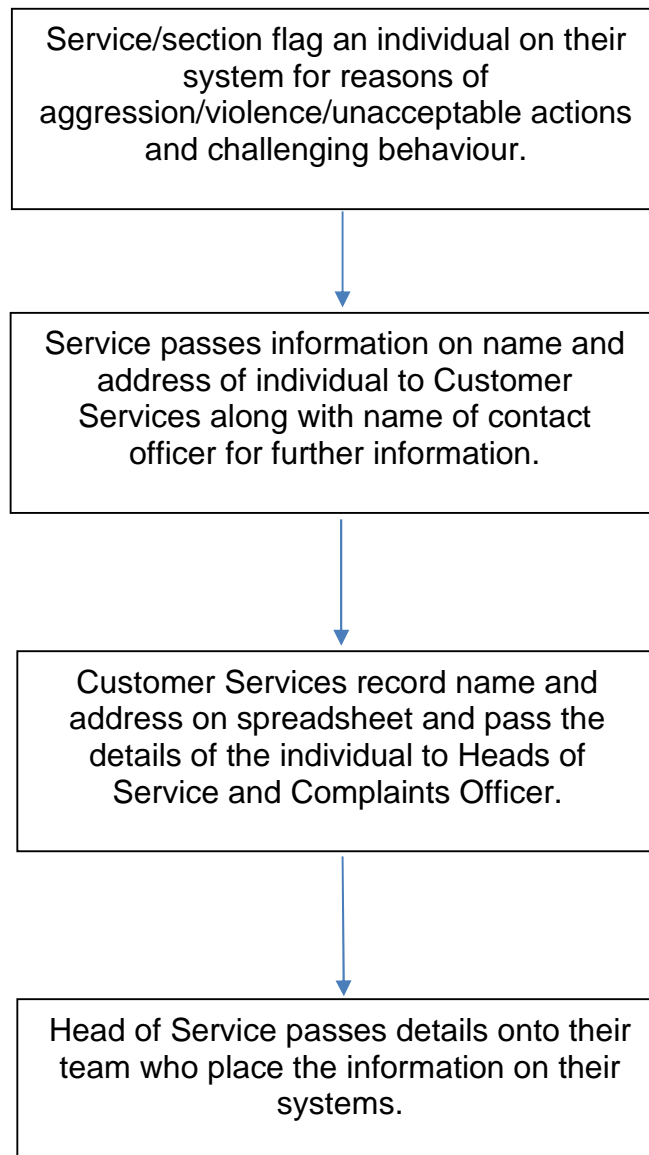 Service/section flag an individual on their
system for reasons of
aggression/violence/unacceptable actions
and challenging behaviour.
Service passes information on name and
address of individual to Customer
Services along with name of contact
officer for further information.
Customer Services record name and
address on spreadsheet and pass the
details of the individual to Heads of
Service and Complaints Officer.
Head of Service passes details onto their
team who place the information on their
systems.